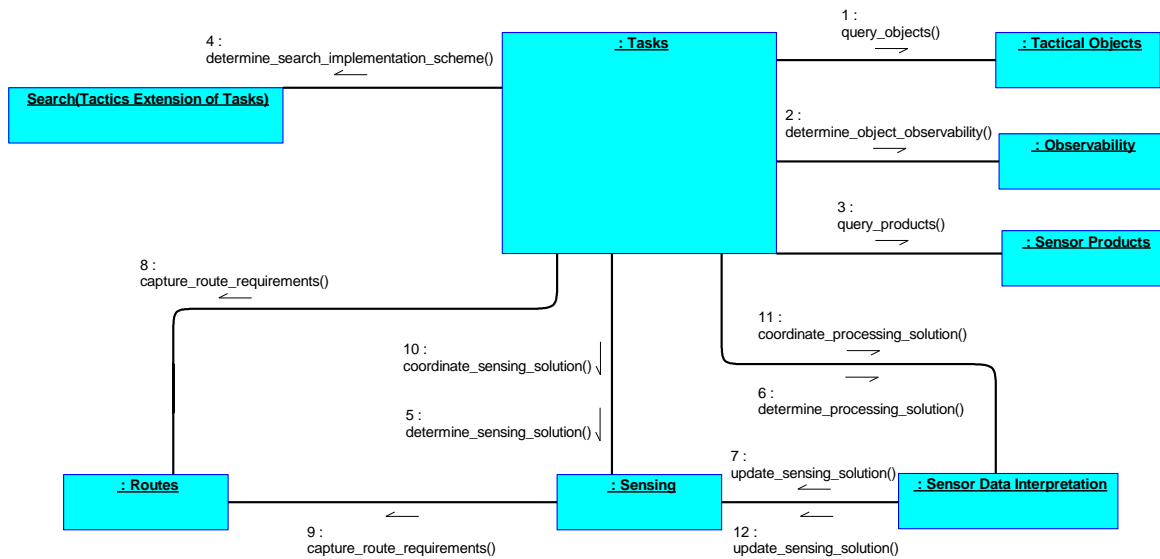 1 :
query_objects()
4 :
determine_search_implementation_scheme()
: Tasks
: Tactical Objects
Search(Tactics Extension of Tasks)
2 :
determine_object_observability()
: Observability
3 :
query_products()
: Sensor Products
8 :
capture_route_requirements()
11 :
coordinate_processing_solution()
10 :
coordinate_sensing_solution()
6 :
determine_processing_solution()
5 :
determine_sensing_solution()
7 :
update_sensing_solution()
: Routes
: Sensing
: Sensor Data Interpretation
9 :
capture_route_requirements()
12 :
update_sensing_solution()